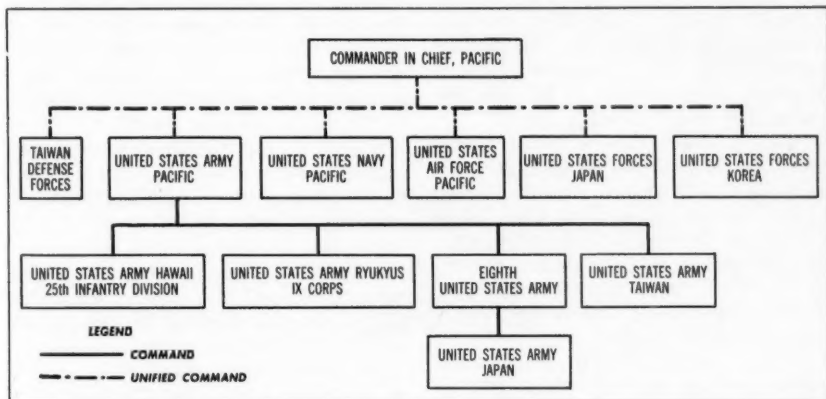 COMMANDER IN CHIEF, PACIFIC
TAIWAN
DEFENSE
FORCES
UNITED STATES ARMY
PACIFIC
UNITED STATES NAVY
PACIFIC
UNITED STATES
AIR FORCE
PACIFIC
UNITED STATES FORCES
JAPAN
UNITED STATES FORCES
KOREA
UNITED STATES ARMY HAWAII
25th INFANTRY DIVISION
UNITED STATES ARMY RYUKYUS
IX CORPS
EIGHTH
UNITED STATES ARMY
UNITED STATES ARMY
TAIWAN
UNITED STATES ARMY
JAPAN
LEGEND
COMMAND
UNIFIED COMMAND